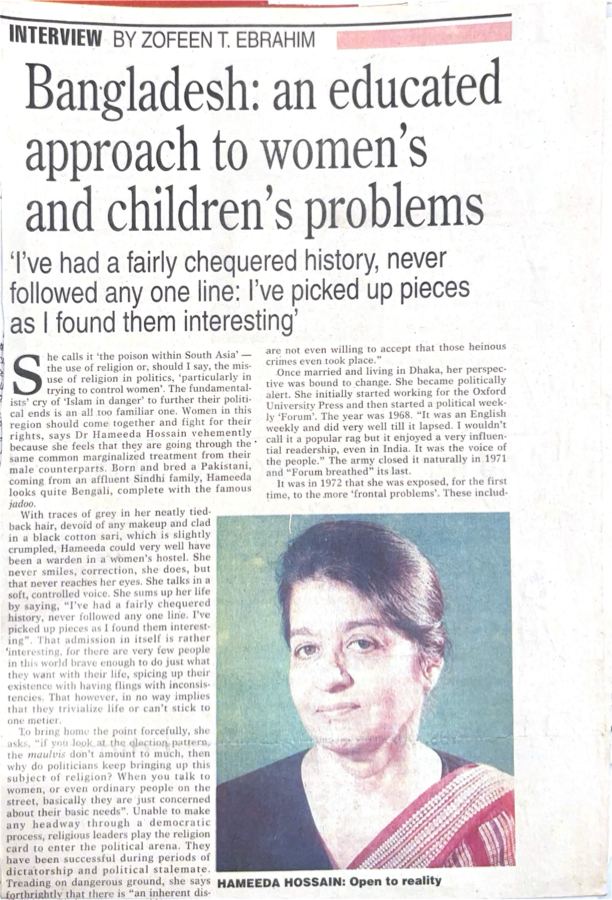 INTERVIEW BY ZOFEEN T. EBRAHIM
Bangladesh: an educated
approach to women's
and children's problems
'I've had a fairly chequered history, never
followed any one line: I've picked up pieces
as I found them interesting'
She calls it 'the poison within South Asia' —
the use of religion or, should I say, the mis-
use of religion in politics, 'particularly in
trying to control women'. The fundamental-
ists' cry of 'Islam in danger' to further their politi-
cal ends is an all too familiar one. Women in this
region should come together and fight for their
rights, says Dr Hameeda Hossain vehemently
because she feels that they are going through the
same common marginalized treatment from their
male counterparts. Born and bred a Pakistani,
coming from an affluent Sindhi family, Hameeda
looks quite Bengali, complete with the famous
jadoo.
With traces of grey in her neatly tied-
back hair, devoid of any makeup and clad
in a black cotton sari, which is slightly
crumpled, Hameeda could very well have
been a warden in a women's hostel. She
never smiles, correction, she does, but
that never reaches her eyes. She talks in a
soft, controlled voice. She sums up her life
by saying, "I've had a fairly chequered
history, never followed any one line. I've
picked up pieces as I found them interest-
ing". That admission in itself is rather
'interesting, for there are very few people
in this world brave enough to do just what
they want with their life, spicing up their
existence with having flings with inconsis-
tencies. That however, in no way implies
that they trivialize life or can't stick to
one metier.
To bring home the point forcefully, she
asks, "if you look at the election pattern,
the maulvis don't amount to much, then
why do politicians keep bringing up this
subject of religion? When you talk to
women, or even ordinary people on the
street, basically they are just concerned
about their basic needs". Unable to make
any headway through a democratic
process, religious leaders play the religion
card to enter the political arena. They
have been successful during periods of
dictatorship and political stalemate.
Treading on dangerous ground, she says
forthrightly that there is "an inherent dis-
are not even willing to accept that those heinous
crimes even took place."
Once married and living in Dhaka, her perspec-
tive was bound to change. She became politically
alert. She initially started working for the Oxford
University Press and then started a political week-
ly 'Forum'. The year was 1968. "It was an English
weekly and did very well till it lapsed. I wouldn't
call it a popular rag but it enjoyed a very influen-
tial readership, even in India. It was the voice of
the people." The army closed it naturally in 1971
and "Forum breathed" its last.
It was in 1972 that she was exposed, for the first
time, to the more 'frontal problems'. These includ-
HAMEEDA HOSSAIN: Open to reality